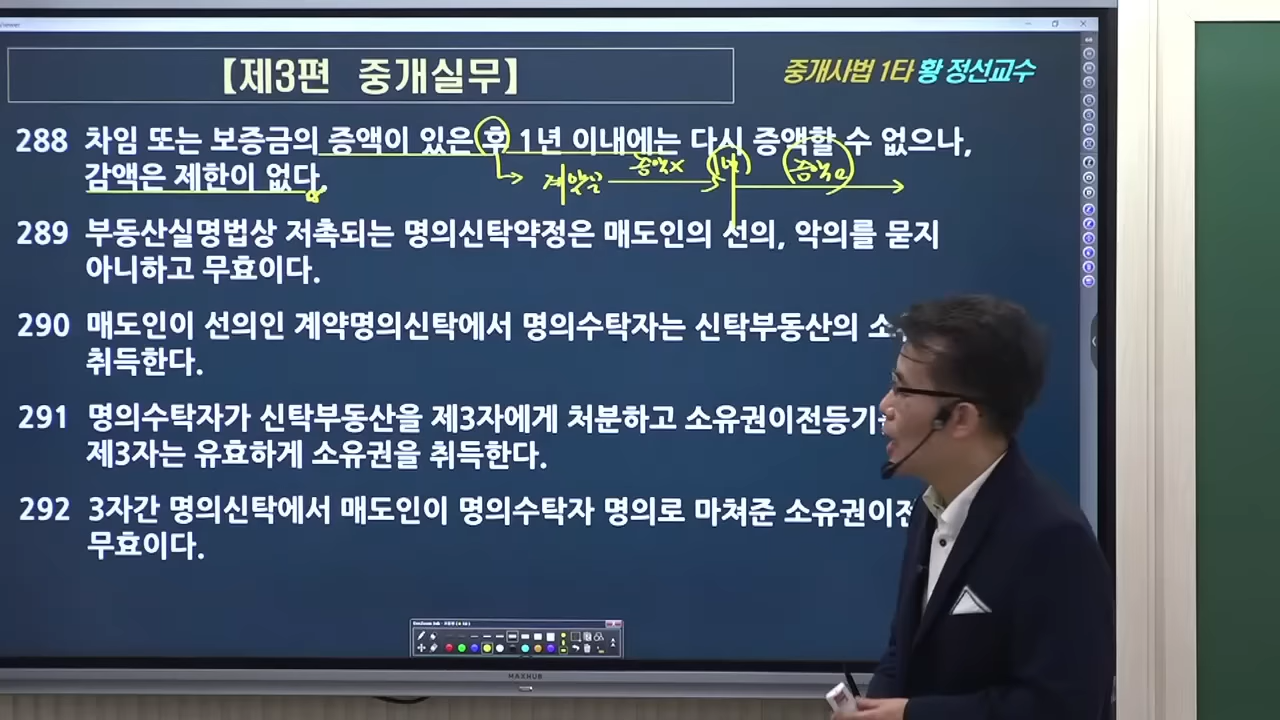 【제3편 중개실무】
중개사법 1타 황 정선교수
288 차임 또는 보증금의 증액이 있은 후 1년 이내에는 다시 증액할 수 없으나,
감액은 제한이 없다.
증액x
289 부동산실명법상 저촉되는 명의신탁약정은 매도인의 선의, 악의를 묻지
아니하고 무효이다.
290 매도인이 선의인 계약명의신탁에서 명의수탁자는 신탁부동산의
취득한다.
291 명의수탁자가 신탁부동산을 제3자에게 처분하고 소유권이전등기
제3자는 유효하게 소유권을 취득한다.
292 3자간 명의신탁에서 매도인이 명의수탁자 명의로 마쳐준 소유권이전
무효이다.
MAXHUB